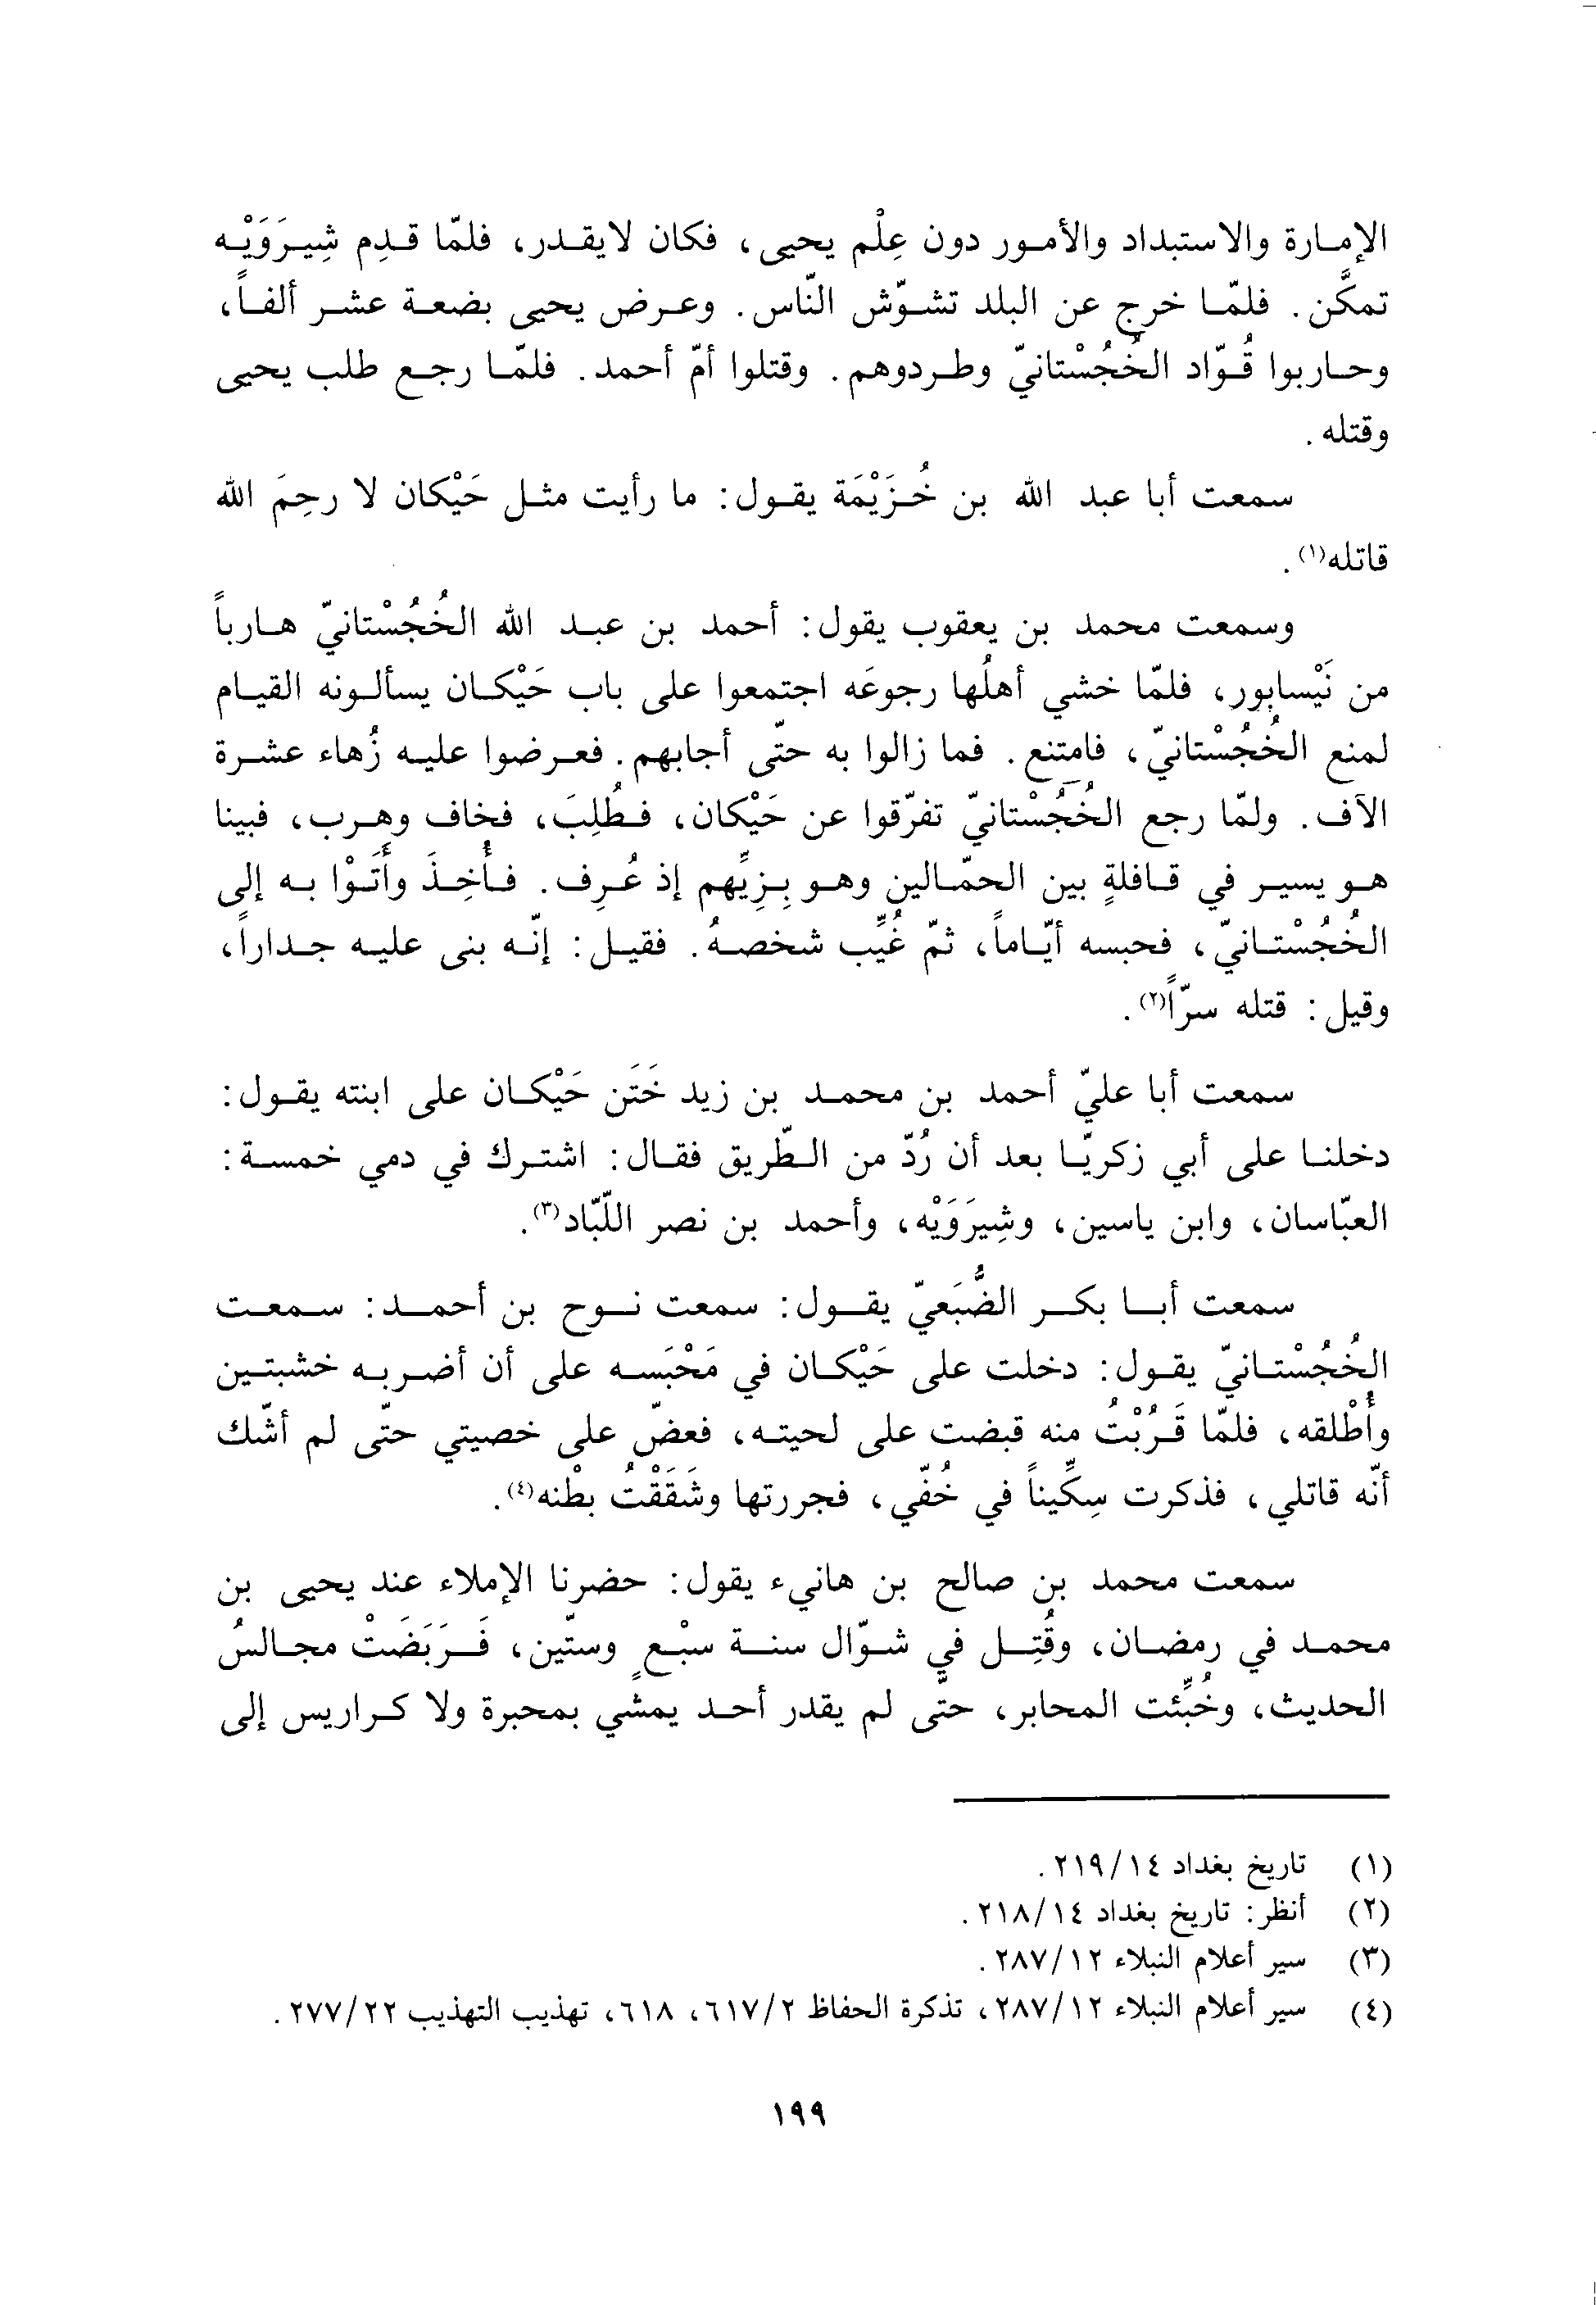 الإمارة والاستبداد والأمور دون عِلْم يحيى، فكان لايقدر، فلمّا قدِم شِيرَوَيْه
تمكَّن. فلمّا خرج عن البلد تشوّش النّاس. وعرض يحيى بضعة عشر ألفاً،
وحاربوا قُوّاد الخُجُسْتانيّ وطردوهم. وقتلوا أمّ أحمد. فلمّا رجع طلب يحيى
وقتله.
سمعت أبا عبد الله بن خُزَيْمَة يقول: ما رأيت مثل حَيْكان لا رحِمَ الله
قاتله(١).
وسمعت محمد بن يعقوب يقول: أحمد بن عبد الله الخُجُسْتانيّ هارباً
من نَيْسابور، فلمّا خشي أهلُها رجوعَه اجتمعوا على باب حَيْكان يسألونه القيام
لمنع الخُجُسْتانيّ، فامتنع. فما زالوا به حتّى أجابهم. فعرضوا عليه زُهاء عشرة
الآف. ولمّا رجع الخُجُسْتانيّ تفرّقوا عن حَيْكان، فطُلِبَ، فخاف وهرب، فبينا
هو يسير في قافلةٍ بين الحمّالين وهو بِزِيِّهم إذ عُرِف. فأُخِذَ وأَتَوْا به إلى
الخُجُسْتانيّ، فحبسه أيّاماً، ثمّ غُيِّب شخصهُ. فقيل: إنّه بنى عليه جداراً،
وقيل: قتله سرّاً(٢).
سمعت أبا عليّ أحمد بن محمد بن زيد خَتَن حَيْكان على ابنته يقول:
دخلنا على أبي زكريّا بعد أن رُدّ من الطّريق فقال: اشترك في دمي خمسة:
العبّاسان، وابن ياسين، وشِيرَوَيْه، وأحمد بن نصر اللّبّاد(٣).
سمعت أبا بكر الضُّبَعيّ يقول: سمعت نوح بن أحمد: سمعت
الخُجُسْتانيّ يقول: دخلت على حَيْكان في مَحْبَسه على أن أضربه خشبتين
وأُطْلقه، فلمّا قَرُبْتُ منه قبضت على لحيته، فعضّ على خصيتي حتّى لم أشّك
أنّه قاتلي، فذكرت سِكِّيناً في خُفّي، فجررتها وشَقَقْتُ بطْنه(٤).
سمعت محمد بن صالح بن هانيء يقول: حضرنا الإملاء عند يحيى بن
محمد في رمضان، وقُتِل في شوّال سنة سبْعٍ وستّين، فَرَبَضَتْ مجالسُ
الحديث، وخُبِّئت المحابر، حتّى لم يقدر أحد يمشي بمحبرة ولا كراريس إلى
(١) تاريخ بغداد ٢١٩/١٤.
(٢) أنظر: تاريخ بغداد ٢١٨/١٤.
(٣) سير أعلام النبلاء ٢٨٧/١٢.
(٤) سير أعلام النبلاء ٢٨٧/١٢، تذكرة الحفاظ ٦١٧/٢، ٦١٨، تهذيب التهذيب ٢٧٧/٢٢.
١٩٩